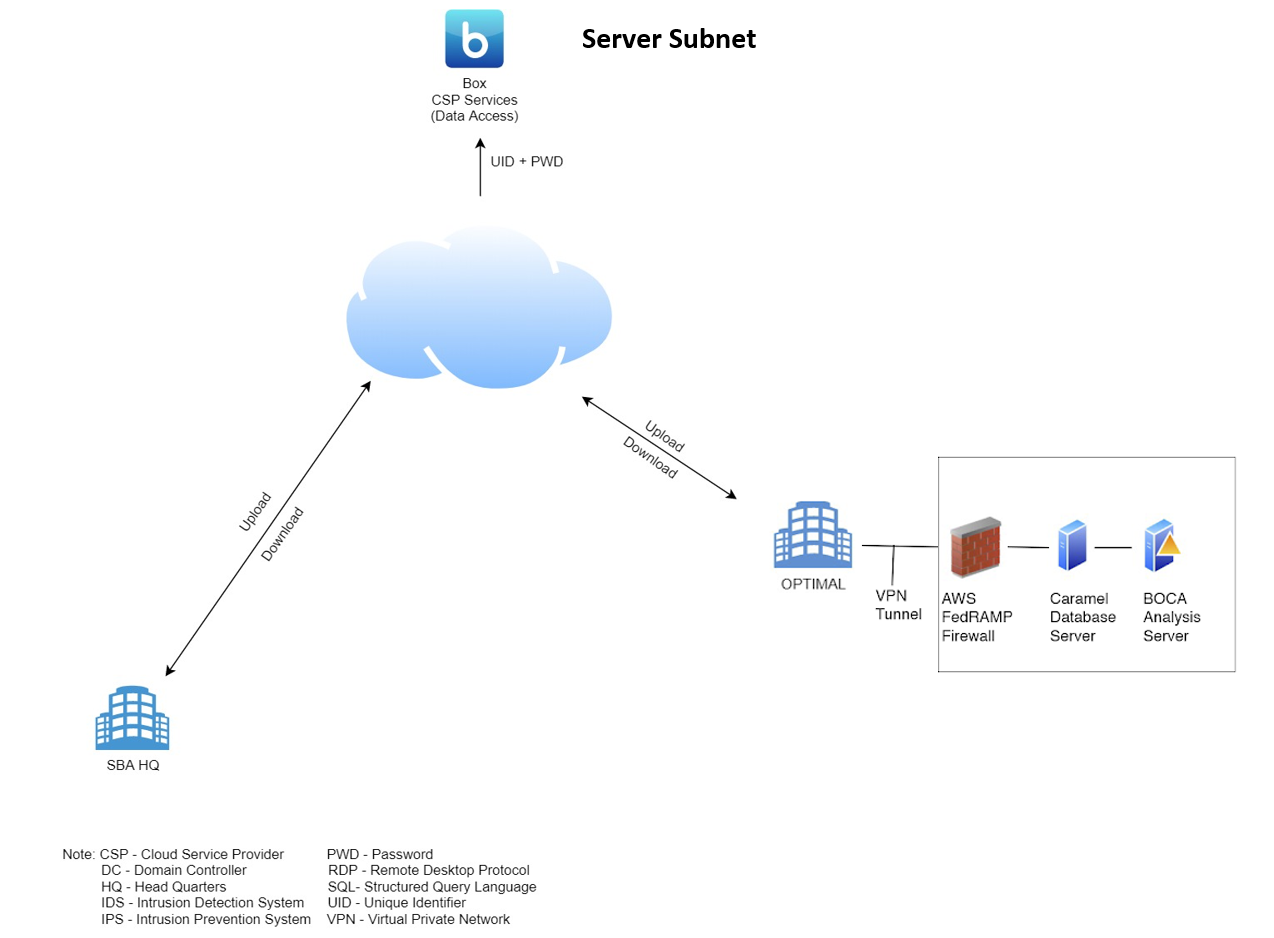 Server Subnet
b
Box
CSP Services
(Data Access)
UID + PWD
Upload
Download
Upload
Download
OPTIMAL
VPN
Tunnel
AWS
FedRAMP
Firewall
Caramel
Database
Server
BOCA
Analysis
Server
SBA HQ
Note: CSP - Cloud Service Provider
DC - Domain Controller
HQ - Head Quarters
IDS - Intrusion Detection System
IPS - Intrusion Prevention System
PWD - Password
RDP - Remote Desktop Protocol
SQL- Structured Query Language
UID - Unique Identifier
VPN - Virtual Private Network